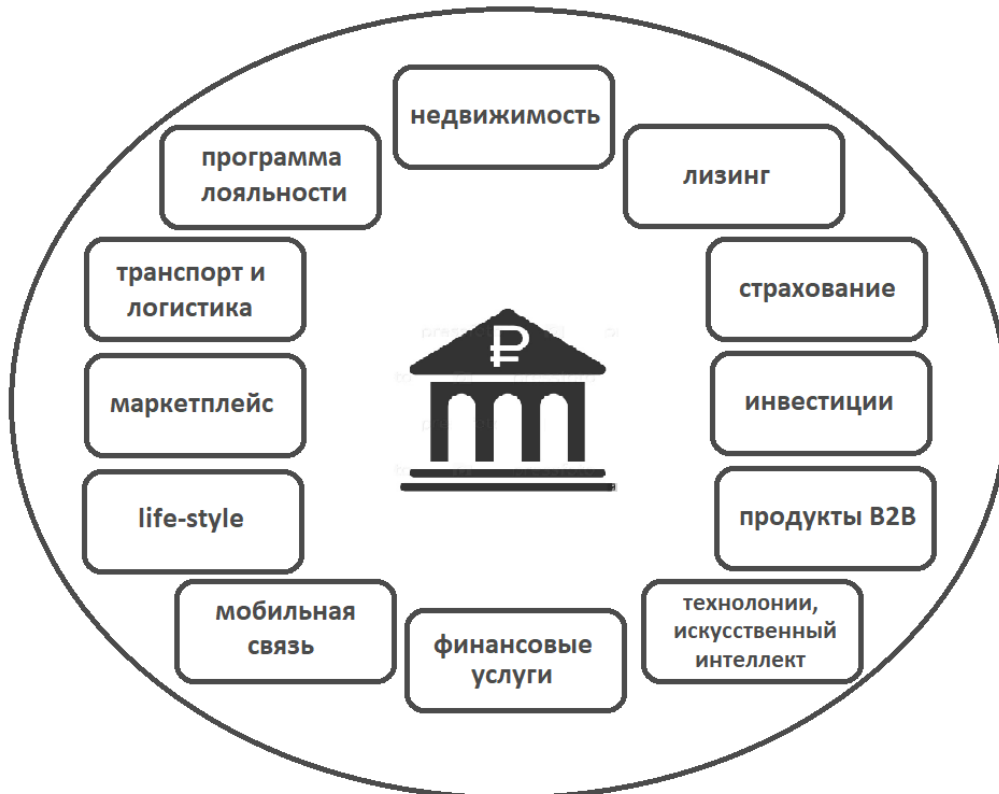 недвижимость
лизинг
страхование
инвестиции
продукты B2B
технолонии,
искусственный
интеллект
финансовые
услуги
мобильная
связь
life-style
маркетплейс
транспорт и
логистика
программа
лояльности
₽